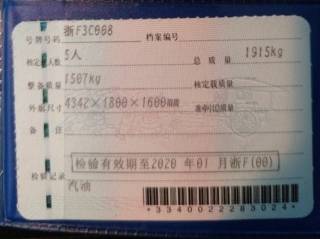 号牌号码 浙F3C008 档案编号
核定载人数 5人 总质量 1915kg
整备质量 1507kg 核定载质量
外廓尺寸 4342×1800×1600mm 准牵引总质量
备注
检验有效期至2020年01月浙F(00)
检验记录
汽油
*3340022283024*